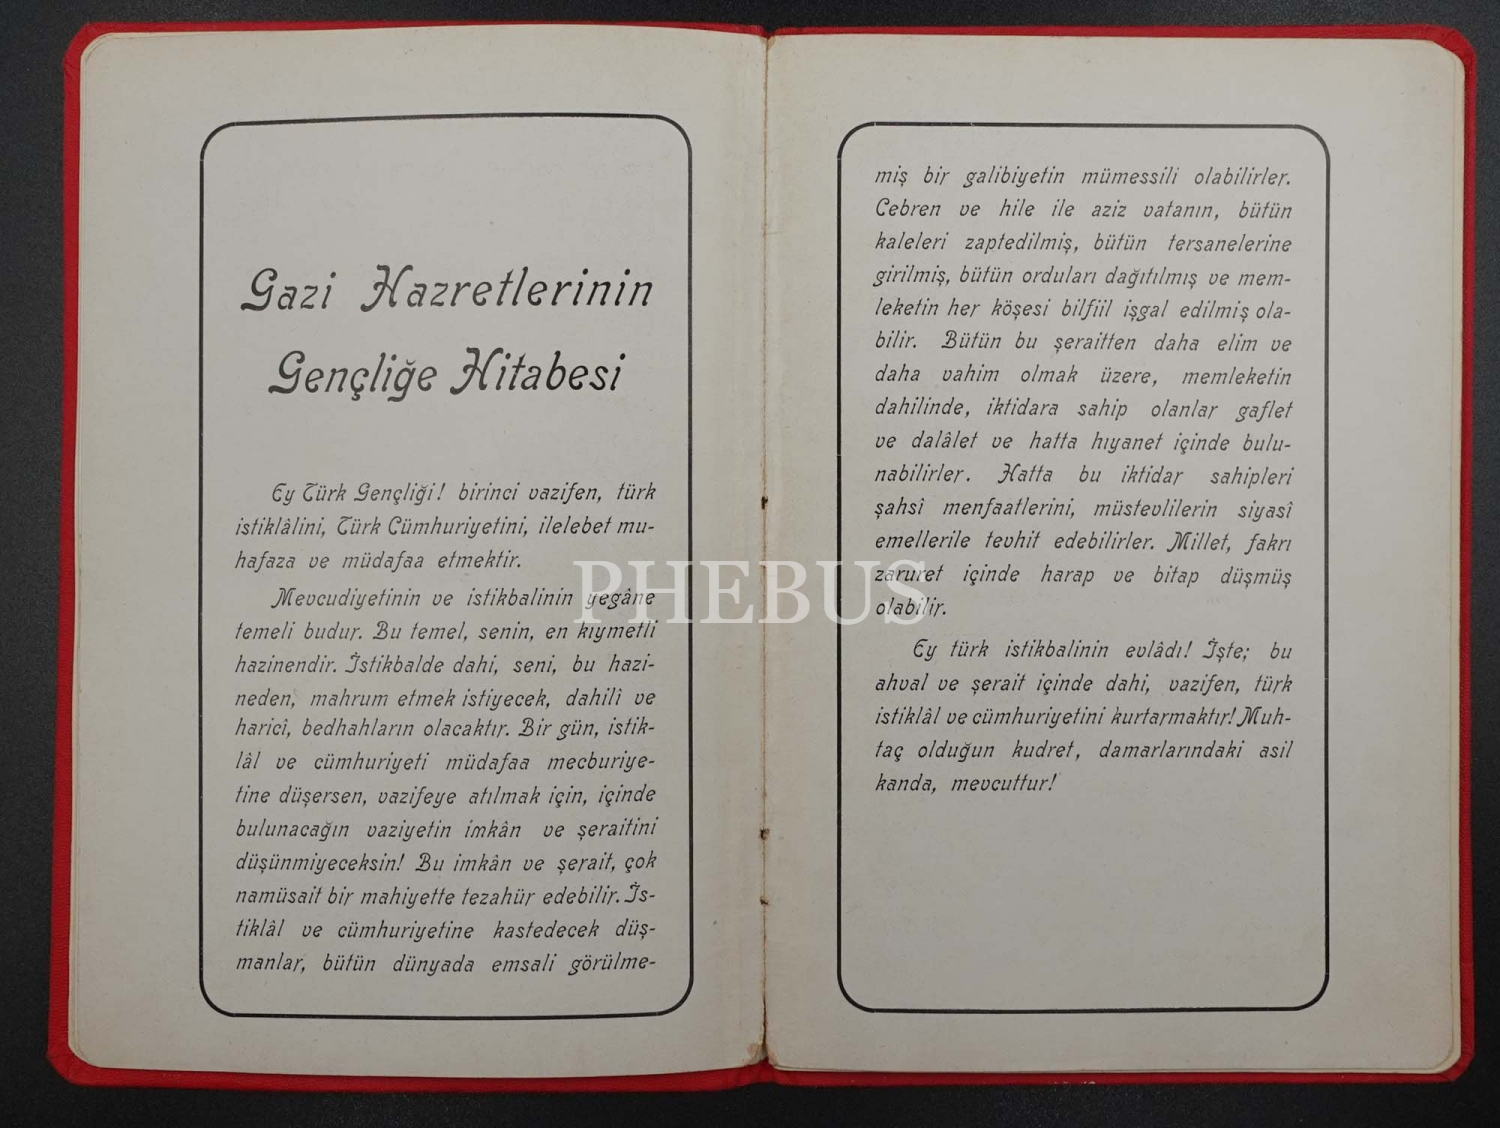 Gazi Hazretlerinin
Gençliğe Hitabesi
Ey Türk Gençliği! birinci vazifen, türk
istiklâlini, Türk Cümhuriyetini, ilelebet mu-
hafaza ve müdafaa etmektir.
Mevcudiyetinin ve istikbalinin yegâne
temeli budur. Bu temel, senin, en kıymetli
hazinendir. İstikbalde dahi, seni, bu hazi-
neden, mahrum etmek istiyecek, dahilî ve
haricî, bedhahların olacaktır. Bir gün, istik-
lâl ve cümhuriyeti müdafaa mecburiye-
tine düşersen, vazifeye atılmak için, içinde
bulunacağın vaziyetin imkân ve şeraitini
düşünmiyeceksin! Bu imkân ve şerait, çok
namüsait bir mahiyette tezahür edebilir. İs-
tiklâl ve cümhuriyetine kastedecek düş-
manlar, bütün dünyada emsali görülme-
miş bir galibiyetin mümessili olabilirler.
Cebren ve hile ile aziz vatanın, bütün
kaleleri zaptedilmiş, bütün tersanelerine
girilmiş, bütün orduları dağıtılmış ve mem-
leketin her köşesi bilfiil işgal edilmiş ola-
bilir. Bütün bu şeraitten daha elim ve
daha vahim olmak üzere, memleketin
dahilinde, iktidara sahip olanlar gaflet
ve dalâlet ve hatta hıyanet içinde bulu-
nabilirler. Hatta bu iktidar sahipleri
şahsî menfaatlerini, müstevlilerin siyasî
emellerile tevhit edebilirler. Millet, fakrı
zaruret içinde harap ve bitap düşmüş
olabilir.
Ey türk istikbalinin evlâdı! İşte; bu
ahval ve şerait içinde dahi, vazifen, türk
istiklâl ve cümhuriyetini kurtarmaktır! Muh-
taç olduğun kudret, damarlarındaki asil
kanda, mevcuttur!
PHEBUS